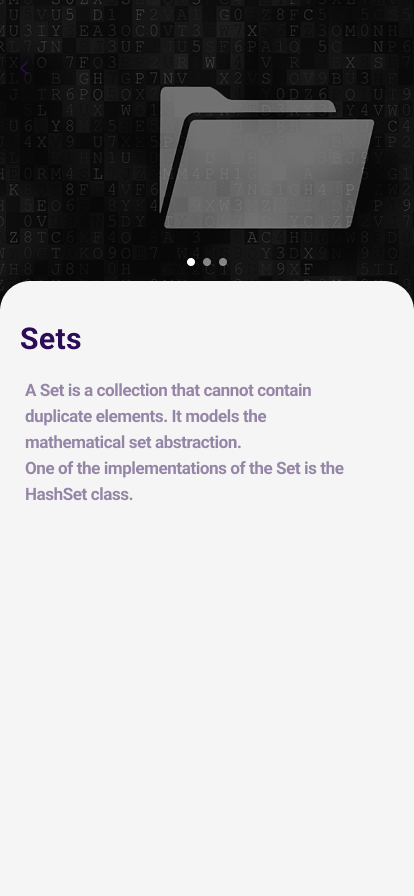 Sets
A Set is a collection that cannot contain
duplicate elements. It models the
mathematical set abstraction.
One of the implementations of the Set is the
HashSet class.